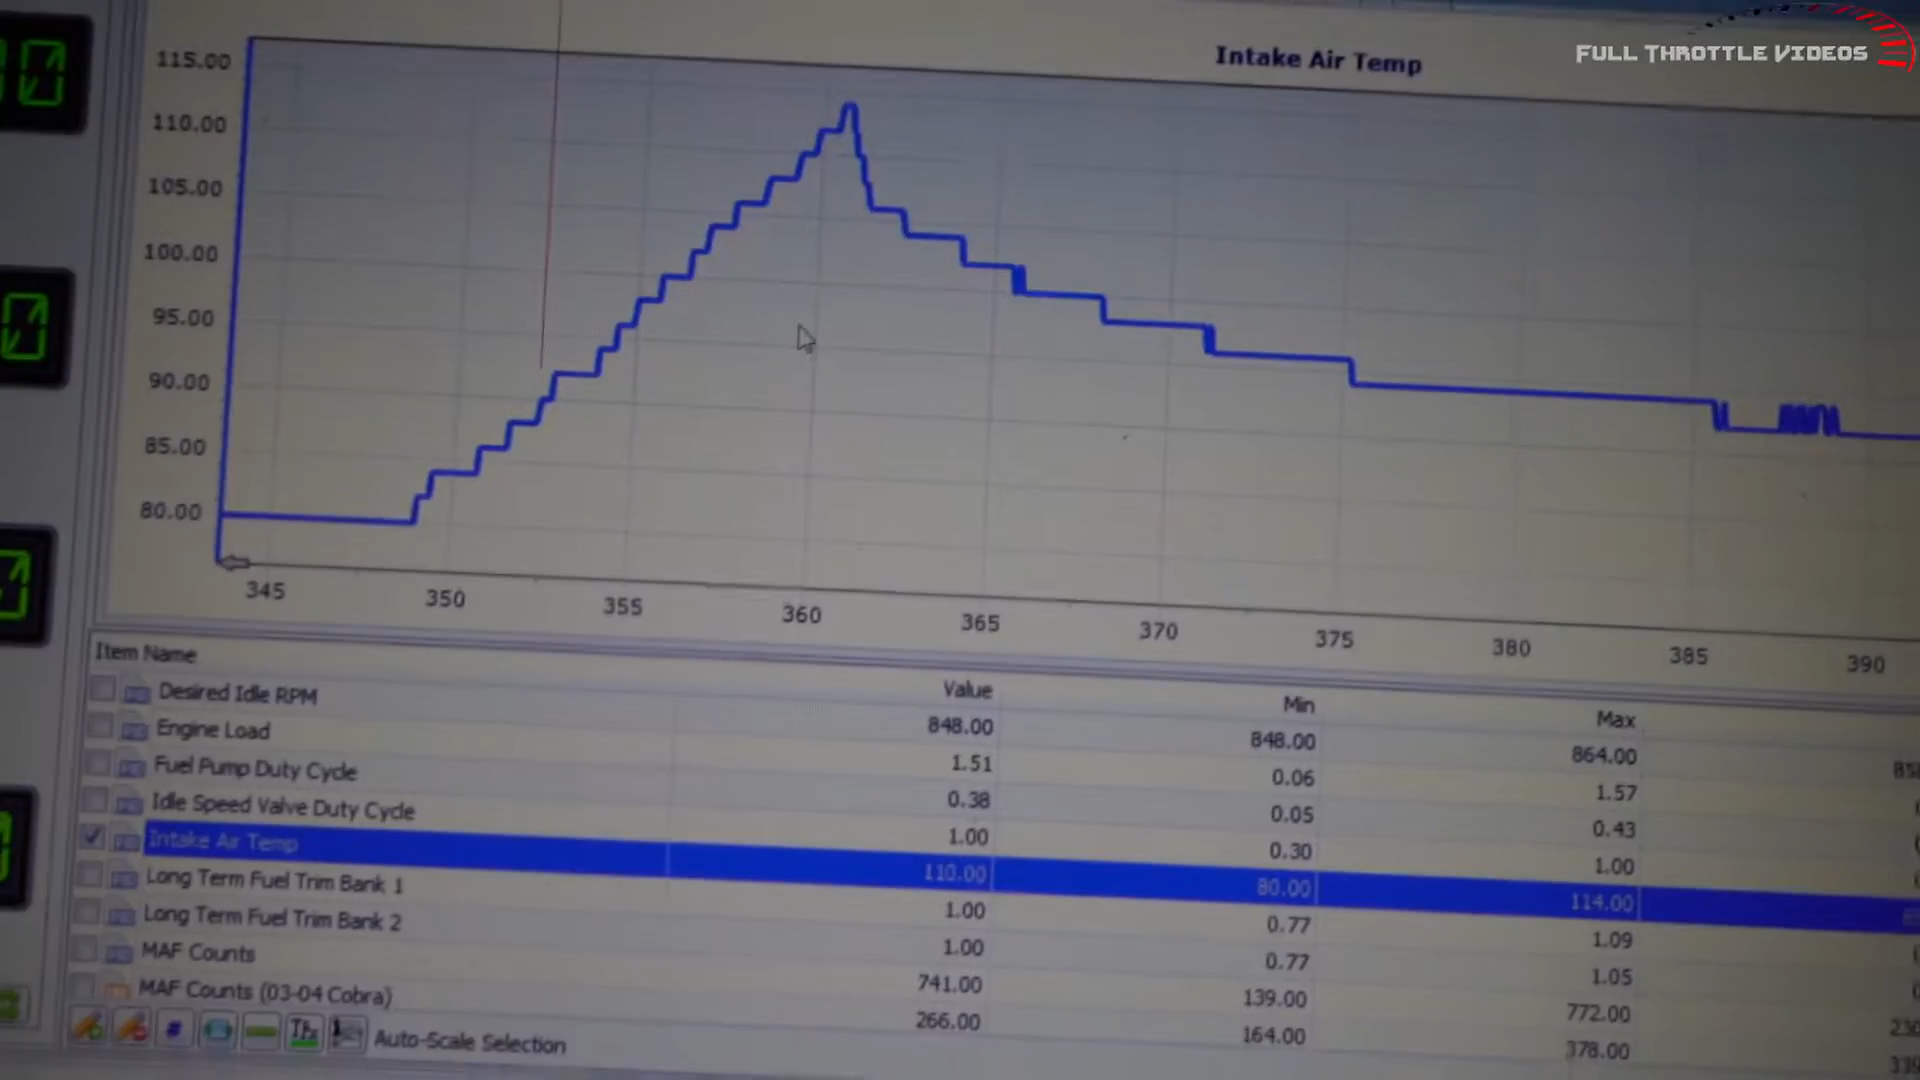 FULL THROTTLE VIDEOS
Intake Air Temp
115.00
110.00
105.00
100.00
95.00
90.00
85.00
80.00
345 350 355 360 365 370 375 380 385 390
Item Name Value Min Max
Desired Idle RPM 848.00 848.00 864.00
Engine Load 1.51 0.06 1.57
Fuel Pump Duty Cycle 0.38 0.05 0.43
Idle Speed Valve Duty Cycle 1.00 0.30 1.00
Intake Air Temp 110.00 80.00 114.00
Long Term Fuel Trim Bank 1 1.00 0.77 1.09
Long Term Fuel Trim Bank 2 1.00 0.77 1.05
MAF Counts 741.00 139.00 772.00
MAF Counts (03-04 Cobra) 266.00 164.00 378.00
Auto-Scale Selection